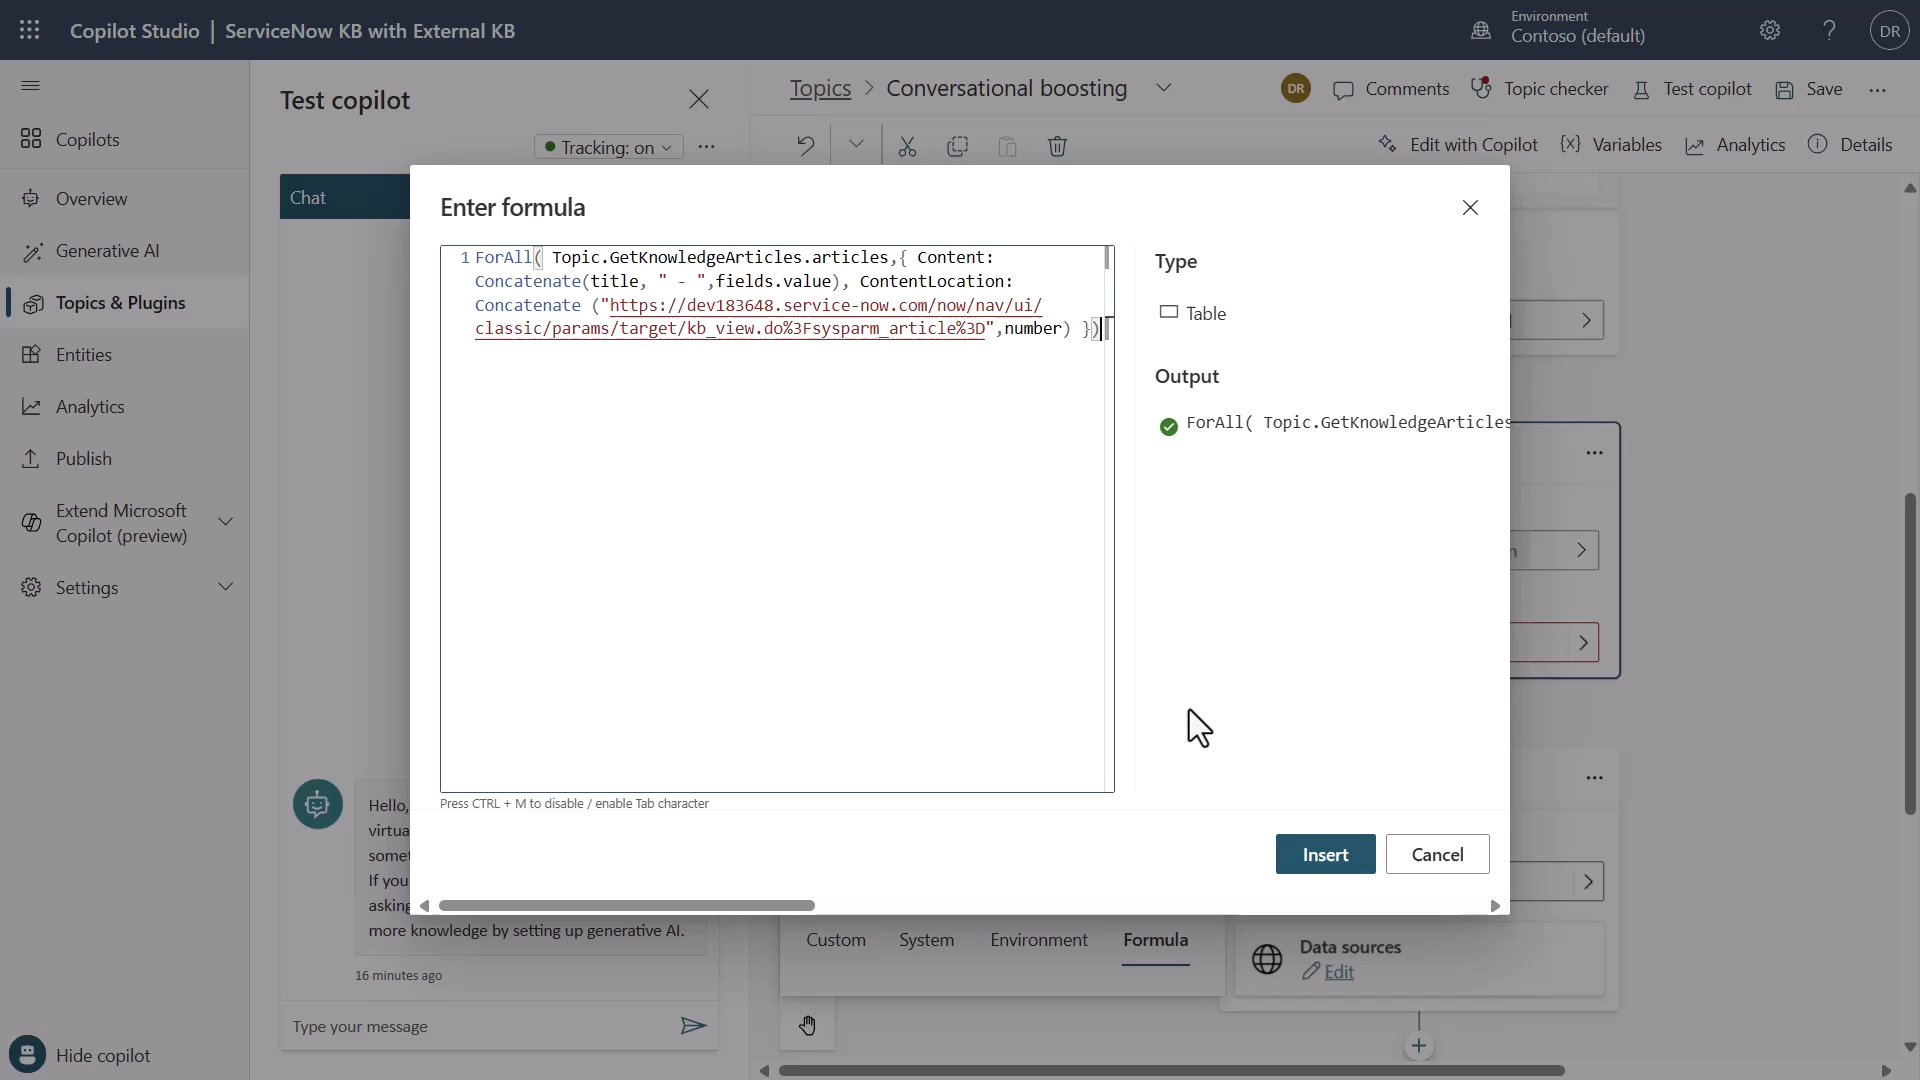 Copilot Studio | ServiceNow KB with External KB
Environment
Contoso (default)
DR
Copilots
Overview
Generative AI
Topics & Plugins
Entities
Analytics
Publish
Extend Microsoft
Copilot (preview)
Settings
Hide copilot
Test copilot
Tracking: on
Chat
Topics > Conversational boosting
DR
Comments
Topic checker
Test copilot
Save
Edit with Copilot
Variables
Analytics
Details
Enter formula
1 ForAll( Topic.GetKnowledgeArticles.articles,{ Content:
Concatenate(title, " - ",fields.value), ContentLocation:
Concatenate ("https://dev183648.service-now.com/now/nav/ui/
classic/params/target/kb_view.do%3Fsysparm_article%3D",number) })
Type
Table
Output
ForAll( Topic.GetKnowledgeArticles
Press CTRL + M to disable / enable Tab character
Insert
Cancel
Hello,
virtua
somet
If you
asking
more knowledge by setting up generative AI.
16 minutes ago
Type your message
Custom
System
Environment
Formula
Data sources
Edit